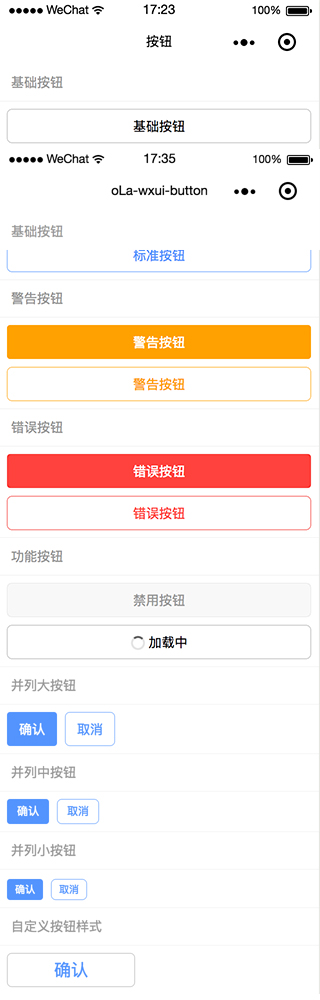 WeChat 17:23 100%
按钮
基础按钮
基础按钮
WeChat 17:35 100%
oLa-wxui-button
基础按钮
标准按钮
警告按钮
警告按钮
警告按钮
错误按钮
错误按钮
错误按钮
功能按钮
禁用按钮
加载中
并列大按钮
确认 取消
并列中按钮
确认 取消
并列小按钮
确认 取消
自定义按钮样式
确认